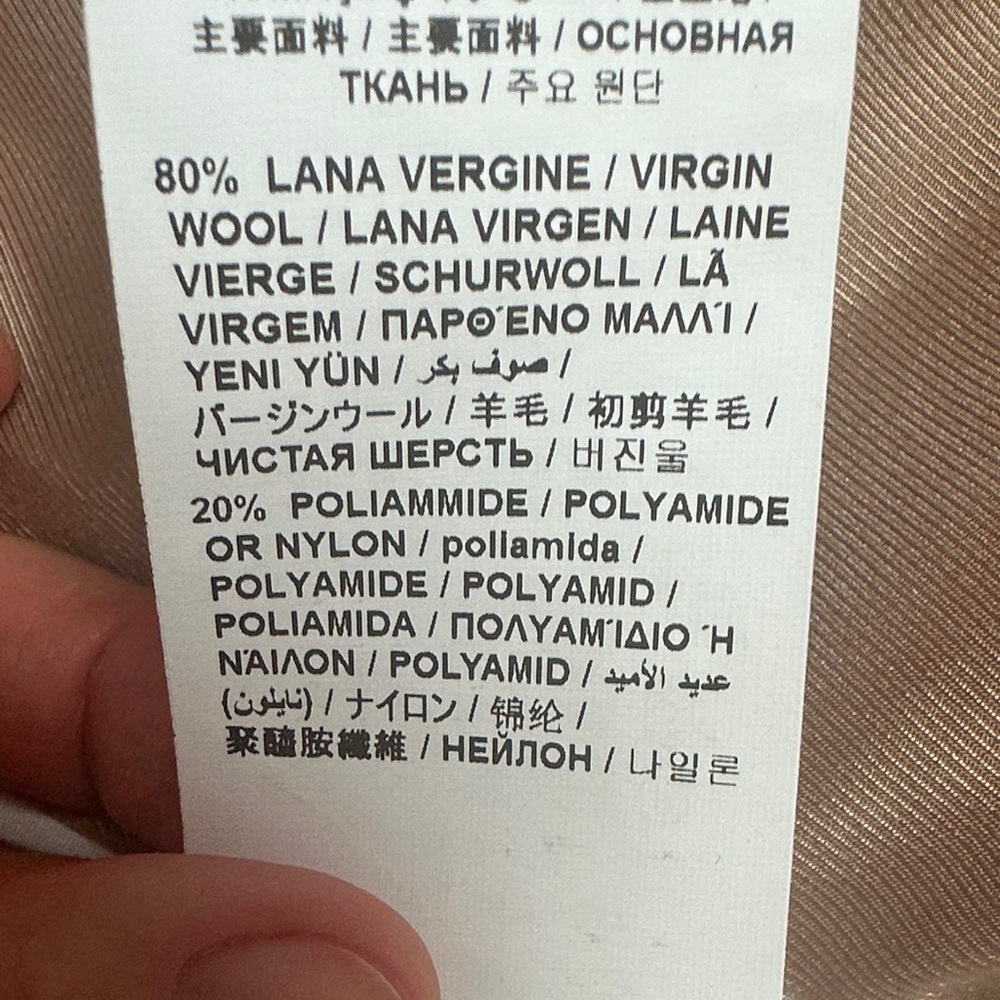 主要面料 / 主要面料 / ОСНОВНАЯ
ТКАНЬ / 주요 원단
80% LANA VERGINE / VIRGIN
WOOL / LANA VIRGEN / LAINE
VIERGE / SCHURWOLL / LÃ
VIRGEM / ΠΑΡΘΈΝΟ ΜΑΛΛΊ /
YENI YÜN / صوف بكر /
バージンウール / 羊毛 / 初剪羊毛 /
ЧИСТАЯ ШЕРСТЬ / 버진울
20% POLIAMMIDE / POLYAMIDE
OR NYLON / poliamida /
POLYAMIDE / POLYAMID /
POLIAMIDA / ΠΟΛΥΑΜΊΔΙΟ Ή
ΝΆΙΛΟΝ / POLYAMID / عديد الأميد
(نايلون) / ナイロン / 锦纶 /
聚醯胺纖維 / НЕЙЛОН / 나일론